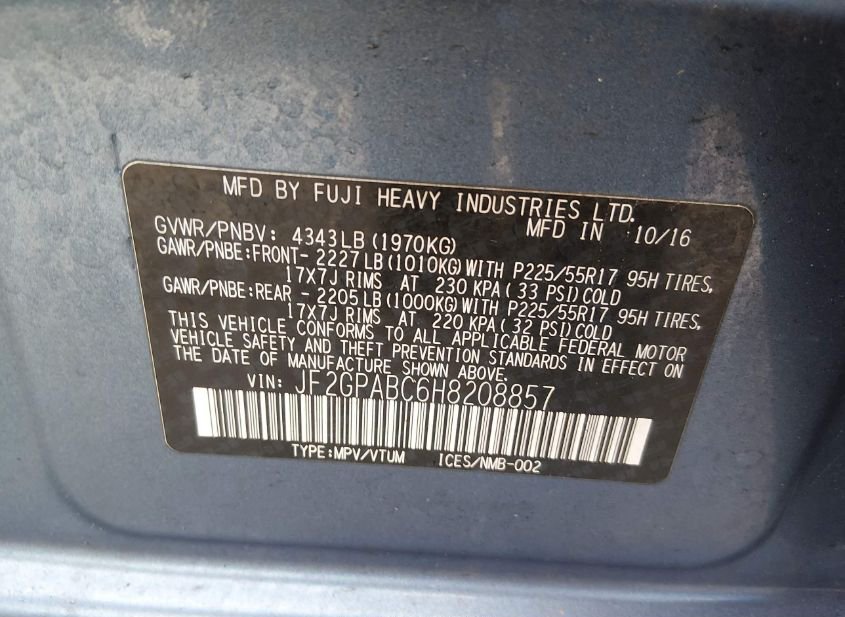 MFD BY FUJI HEAVY INDUSTRIES LTD.
GVWR/PNBV: 4343LB (1970KG) MFD IN 10/16
GAWR/PNBE:FRONT- 2227LB (1010KG) WITH P225/55R17 95H TIRES,
17X7J RIMS AT 230 KPA ( 33 PSI) COLD
GAWR/PNBE:REAR - 2205LB (1000KG) WITH P225/55R17 95H TIRES,
17X7J RIMS AT 220 KPA ( 32 PSI) COLD
THIS VEHICLE CONFORMS TO ALL APPLICABLE FEDERAL MOTOR
VEHICLE SAFETY AND THEFT PREVENTION STANDARDS IN EFFECT ON
THE DATE OF MANUFACTURE SHOWN ABOVE.
VIN: JF2GPABC6H8208857
TYPE:MPV/VTUM ICES/NMB-002